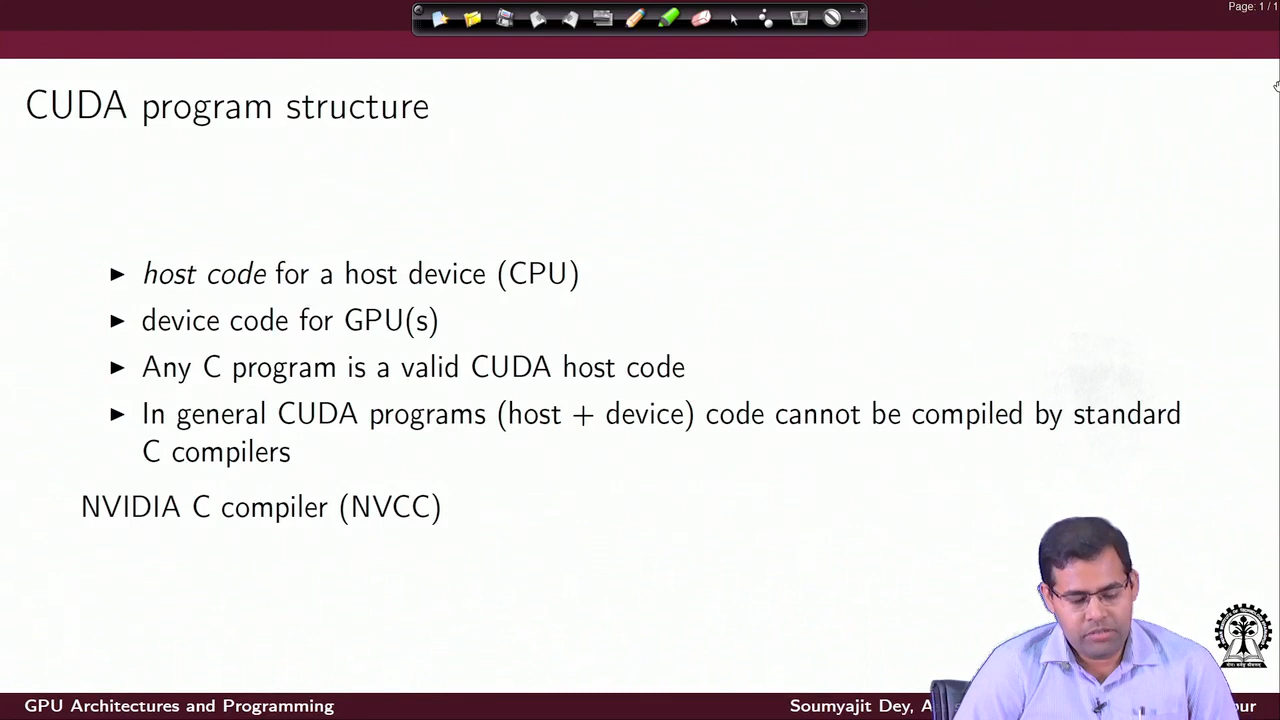 Page: 1 / 1
CUDA program structure
► host code for a host device (CPU)
► device code for GPU(s)
► Any C program is a valid CUDA host code
► In general CUDA programs (host + device) code cannot be compiled by standard
C compilers
NVIDIA C compiler (NVCC)
GPU Architectures and Programming
Soumyajit Dey, A